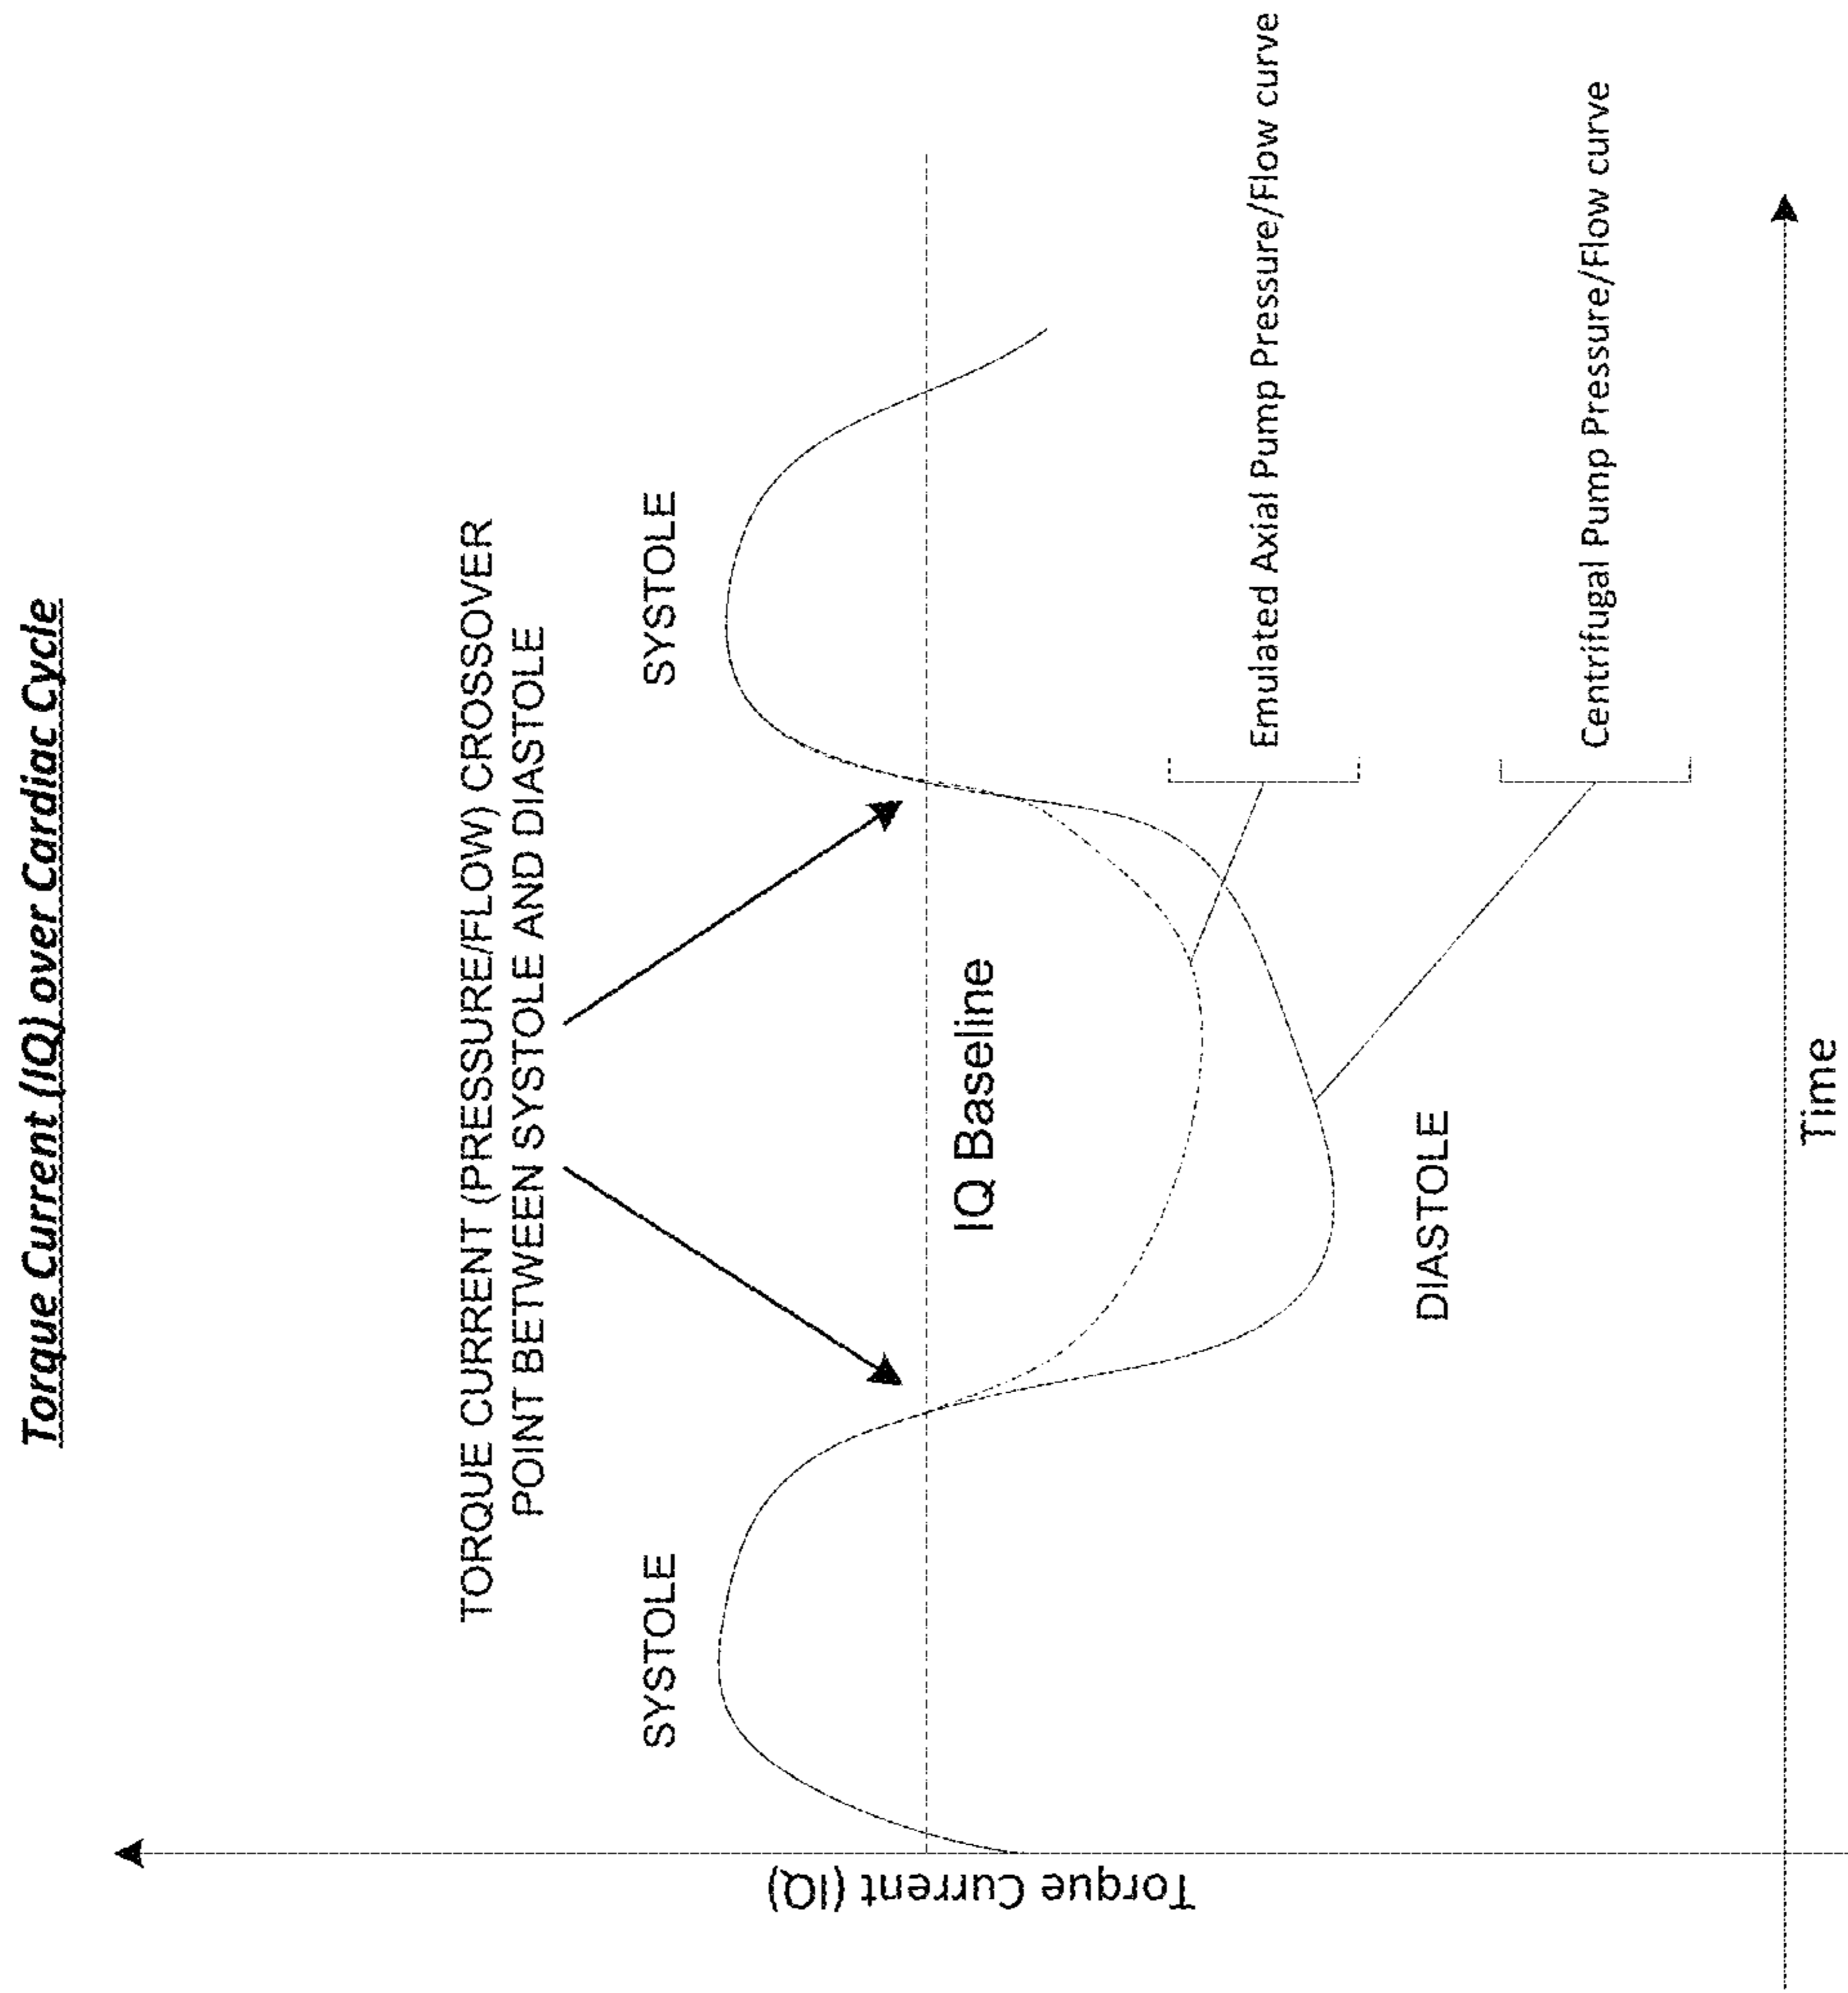 Torque Current (IQ) over Cardiac Cycle
TORQUE CURRENT (PRESSURE/FLOW) CROSSOVER
POINT BETWEEN SYSTOLE AND DIASTOLE
SYSTOLE
SYSTOLE
IQ Baseline
Torque Current (IQ)
Emulated Axial Pump Pressure/Flow curve
DIASTOLE
Centrifugal Pump Pressure/Flow curve
Time